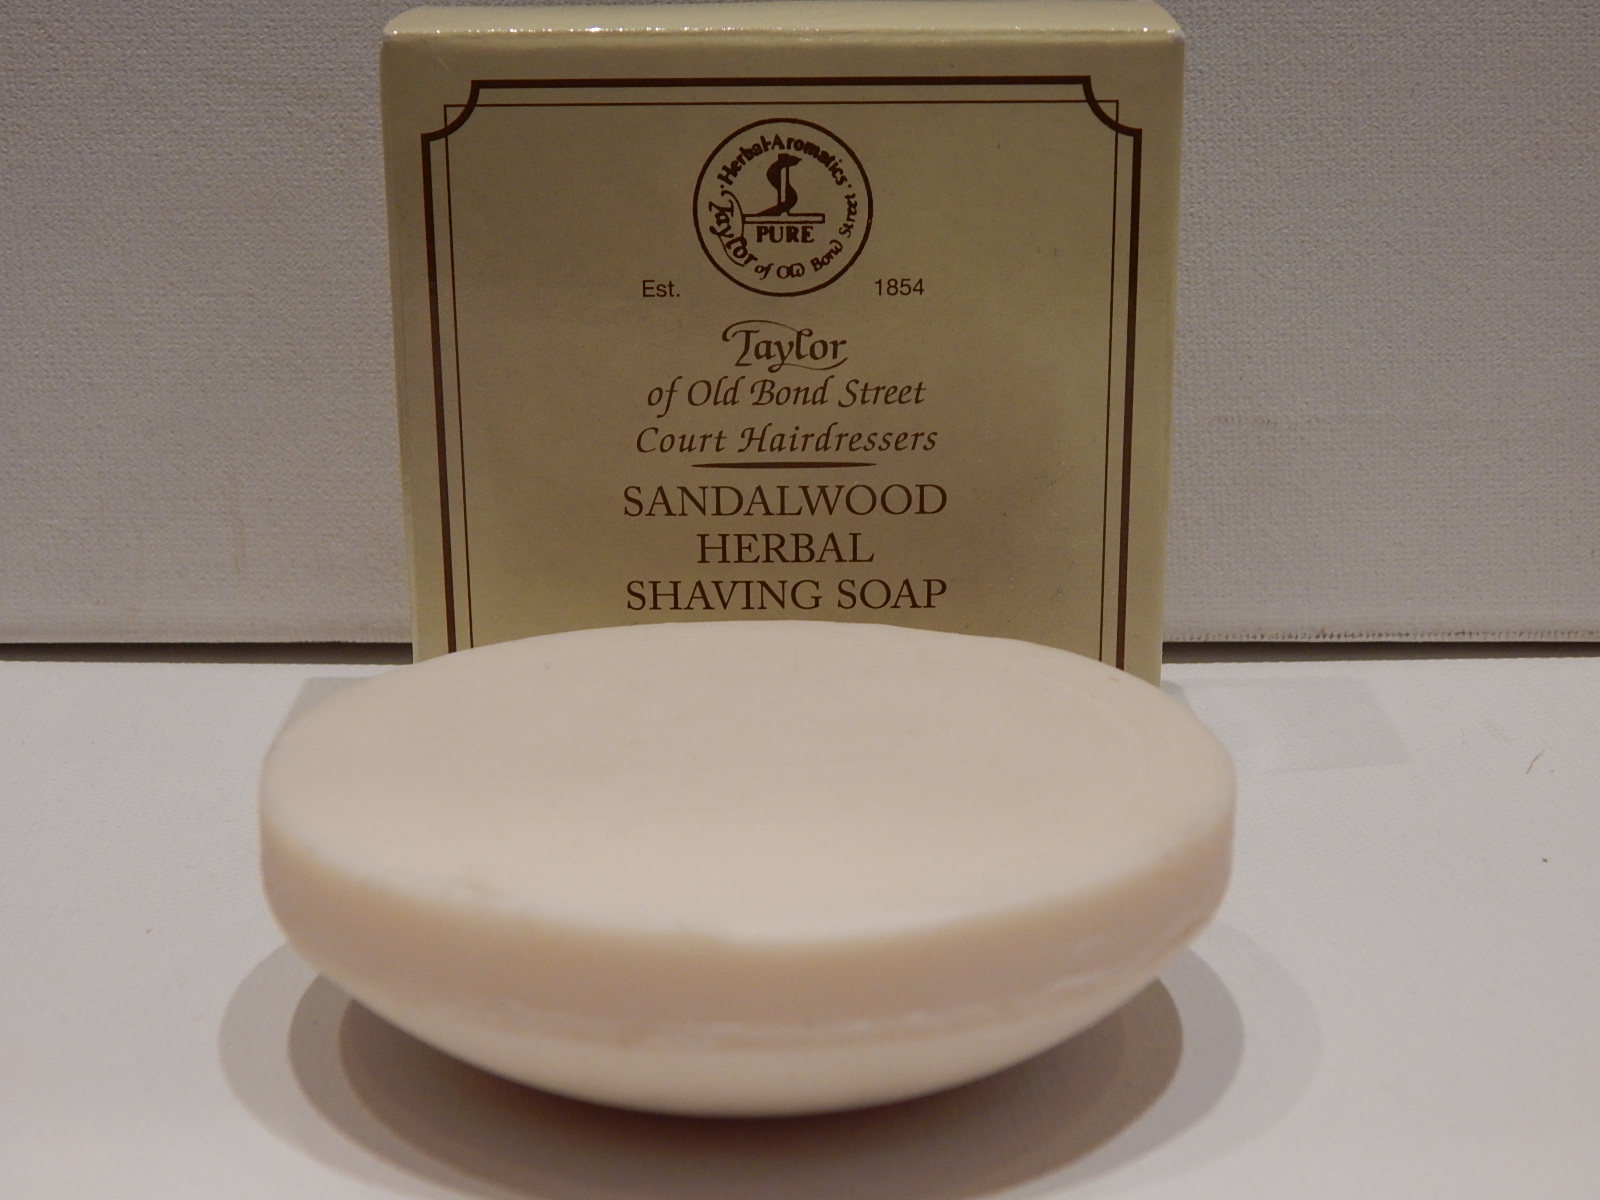 ·Herbal·Aromatics·
PURE
Taylor of Old Bond Street
Est. 1854
Taylor
of Old Bond Street
Court Hairdressers
SANDALWOOD
HERBAL
SHAVING SOAP